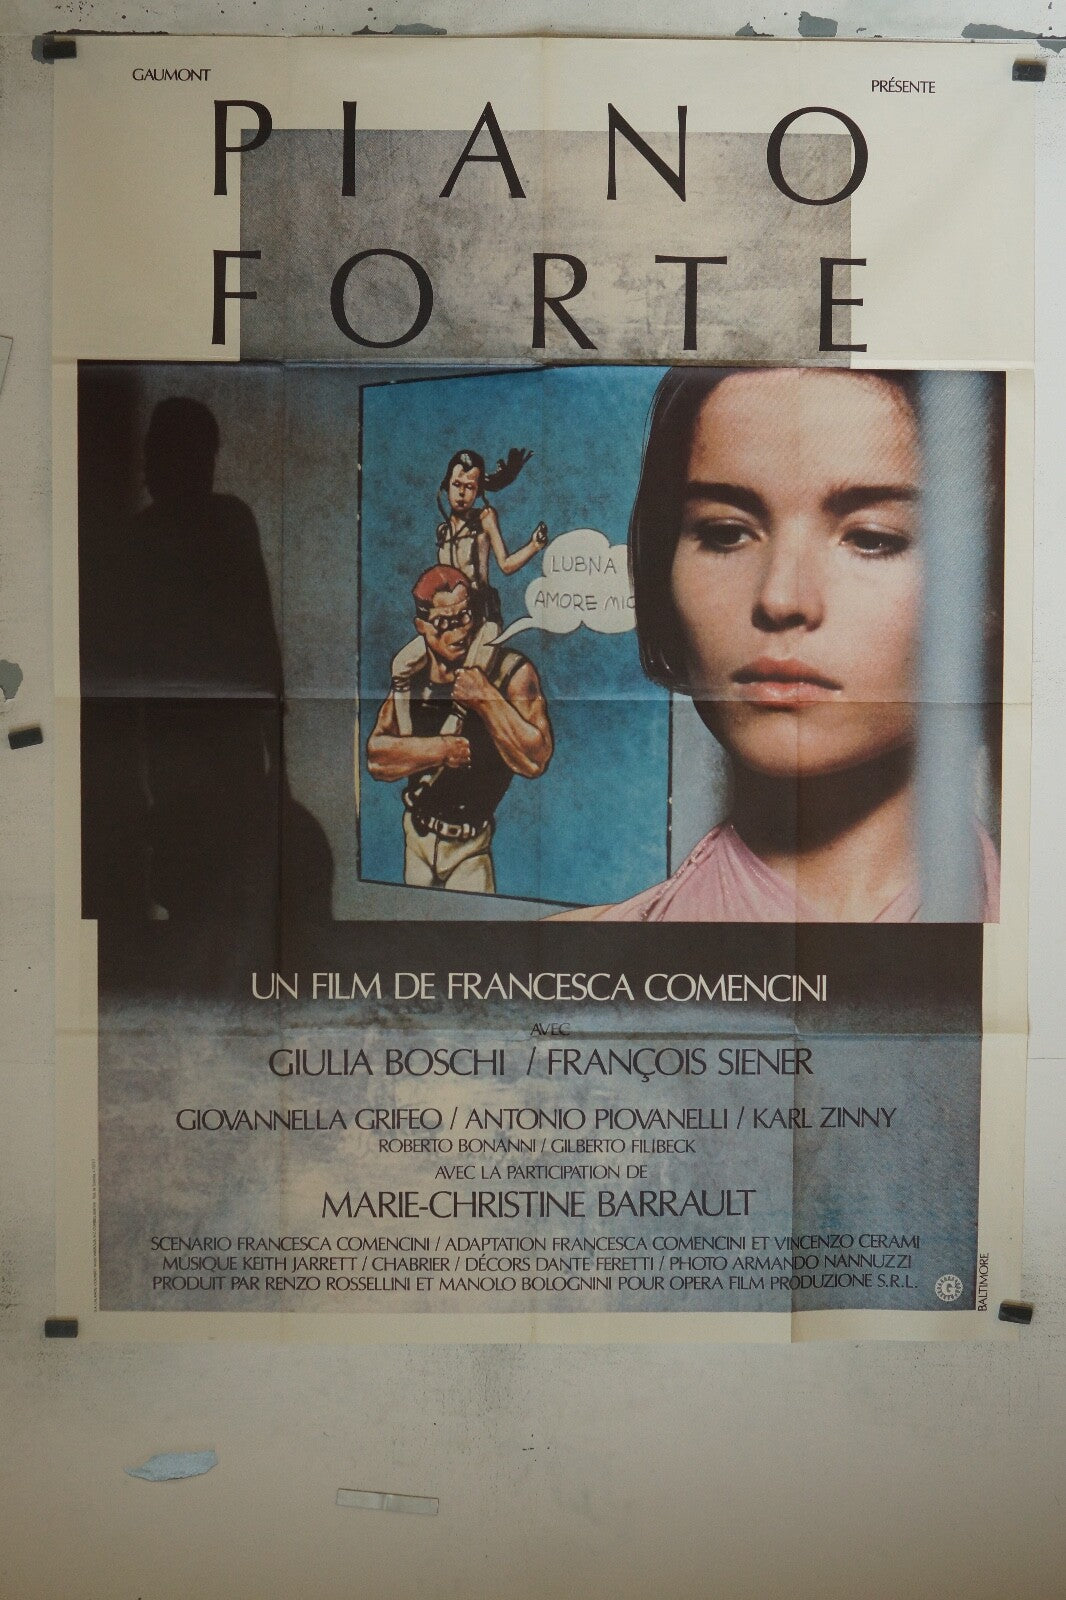 GAUMONT
PRÉSENTE
PIANO
FORTE
LUBNA
AMORE MIO
UN FILM DE FRANCESCA COMENCINI
AVEC
GIULIA BOSCHI / FRANÇOIS SIENER
GIOVANNELLA GRIFEO / ANTONIO PIOVANELLI / KARL ZINNY
ROBERTO BONANNI / GILBERTO FILIBECK
AVEC LA PARTICIPATION DE
MARIE-CHRISTINE BARRAULT
SCENARIO FRANCESCA COMENCINI / ADAPTATION FRANCESCA COMENCINI ET VINCENZO CERAMI
MUSIQUE KEITH JARRETT / CHABRIER / DÉCORS DANTE FERETTI / PHOTO ARMANDO NANNUZZI
PRODUIT PAR RENZO ROSSELLINI ET MANOLO BOLOGNINI POUR OPERA FILM PRODUZIONE S.R.L.
G
BALTIMORE